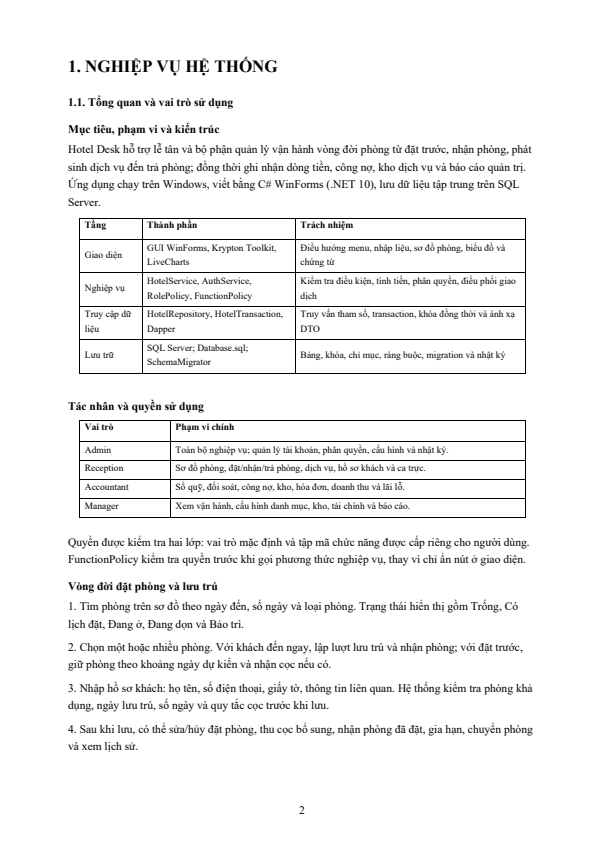 1. NGHIỆP VỤ HỆ THỐNG
1.1. Tổng quan và vai trò sử dụng
Mục tiêu, phạm vi và kiến trúc
Hotel Desk hỗ trợ lễ tân và bộ phận quản lý vận hành vòng đời phòng từ đặt trước, nhận phòng, phát
sinh dịch vụ đến trả phòng; đồng thời ghi nhận dòng tiền, công nợ, kho dịch vụ và báo cáo quản trị.
Ứng dụng chạy trên Windows, viết bằng C# WinForms (.NET 10), lưu dữ liệu tập trung trên SQL
Server.
Tầng Thành phần Trách nhiệm
Giao diện GUI WinForms, Krypton Toolkit, LiveCharts Điều hướng menu, nhập liệu, sơ đồ phòng, biểu đồ và chứng từ
Nghiệp vụ HotelService, AuthService, RolePolicy, FunctionPolicy Kiểm tra điều kiện, tính tiền, phân quyền, điều phối giao dịch
Truy cập dữ liệu HotelRepository, HotelTransaction, Dapper Truy vấn tham số, transaction, khóa đồng thời và ánh xạ DTO
Lưu trữ SQL Server; Database.sql; SchemaMigrator Bảng, khóa, chỉ mục, ràng buộc, migration và nhật ký
Tác nhân và quyền sử dụng
Vai trò Phạm vi chính
Admin Toàn bộ nghiệp vụ; quản lý tài khoản, phân quyền, cấu hình và nhật ký.
Reception Sơ đồ phòng, đặt/nhận/trả phòng, dịch vụ, hồ sơ khách và ca trực.
Accountant Sổ quỹ, đối soát, công nợ, kho, hóa đơn, doanh thu và lãi lỗ.
Manager Xem vận hành, cấu hình danh mục, kho, tài chính và báo cáo.
Quyền được kiểm tra hai lớp: vai trò mặc định và tập mã chức năng được cấp riêng cho người dùng.
FunctionPolicy kiểm tra quyền trước khi gọi phương thức nghiệp vụ, thay vì chỉ ẩn nút ở giao diện.
Vòng đời đặt phòng và lưu trú
1. Tìm phòng trên sơ đồ theo ngày đến, số ngày và loại phòng. Trạng thái hiển thị gồm Trống, Có
lịch đặt, Đang ở, Đang dọn và Bảo trì.
2. Chọn một hoặc nhiều phòng. Với khách đến ngay, lập lượt lưu trú và nhận phòng; với đặt trước,
giữ phòng theo khoảng ngày dự kiến và nhận cọc nếu có.
3. Nhập hồ sơ khách: họ tên, số điện thoại, giấy tờ, thông tin liên quan. Hệ thống kiểm tra phòng khả
dụng, ngày lưu trú, số ngày và quy tắc cọc trước khi lưu.
4. Sau khi lưu, có thể sửa/hủy đặt phòng, thu cọc bổ sung, nhận phòng đã đặt, gia hạn, chuyển phòng
và xem lịch sử.
2